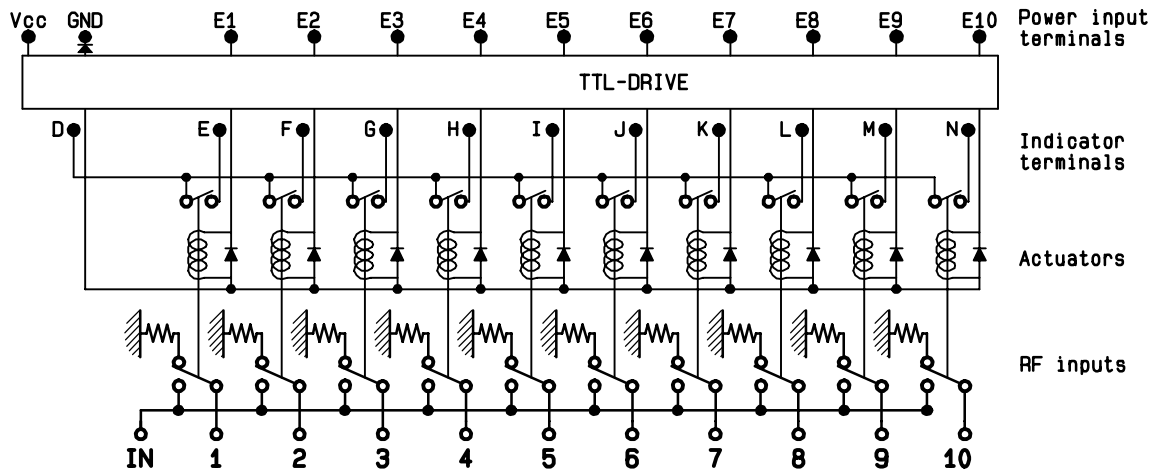 Vcc GND E1 E2 E3 E4 E5 E6 E7 E8 E9 E10 Power input
terminals
TTL-DRIVE
D E F G H I J K L M N
Indicator
terminals
Actuators
RF inputs
IN 1 2 3 4 5 6 7 8 9 10